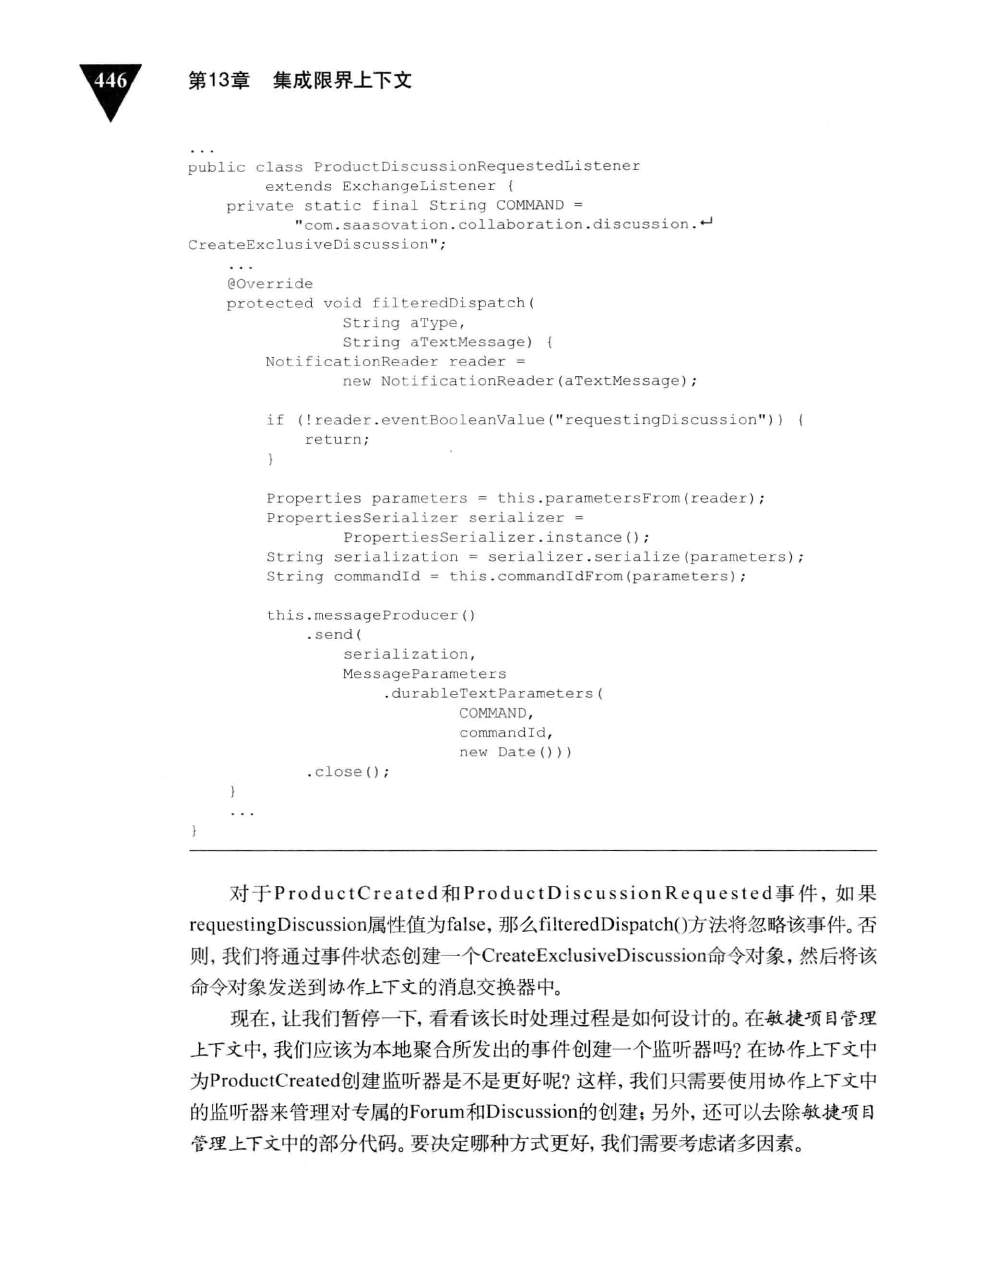 446
第13章 集成限界上下文
...
public class ProductDiscussionRequestedListener
        extends ExchangeListener {
    private static final String COMMAND =
           "com.saasovation.collaboration.discussion.↵
CreateExclusiveDiscussion";
    ...
    @Override
    protected void filteredDispatch(
                String aType,
                String aTextMessage) {
        NotificationReader reader =
                new NotificationReader(aTextMessage);
        if (!reader.eventBooleanValue("requestingDiscussion")) {
            return;
        }
        Properties parameters = this.parametersFrom(reader);
        PropertiesSerializer serializer =
                PropertiesSerializer.instance();
        String serialization = serializer.serialize(parameters);
        String commandId = this.commandIdFrom(parameters);
        this.messageProducer()
            .send(
                serialization,
                MessageParameters
                    .durableTextParameters(
                            COMMAND,
                            commandId,
                            new Date()))
            .close();
    }
    ...
}
对于ProductCreated和ProductDiscussionRequested事件，如果
requestingDiscussion属性值为false，那么filteredDispatch()方法将忽略该事件。否
则，我们将通过事件状态创建一个CreateExclusiveDiscussion命令对象，然后将该
命令对象发送到协作上下文的消息交换器中。
现在，让我们暂停一下，看看该长时处理过程是如何设计的。在敏捷项目管理
上下文中，我们应该为本地聚合所发出的事件创建一个监听器吗？在协作上下文中
为ProductCreated创建监听器是不是更好呢？这样，我们只需要使用协作上下文中
的监听器来管理对专属的Forum和Discussion的创建；另外，还可以去除敏捷项目
管理上下文中的部分代码。要决定哪种方式更好，我们需要考虑诸多因素。